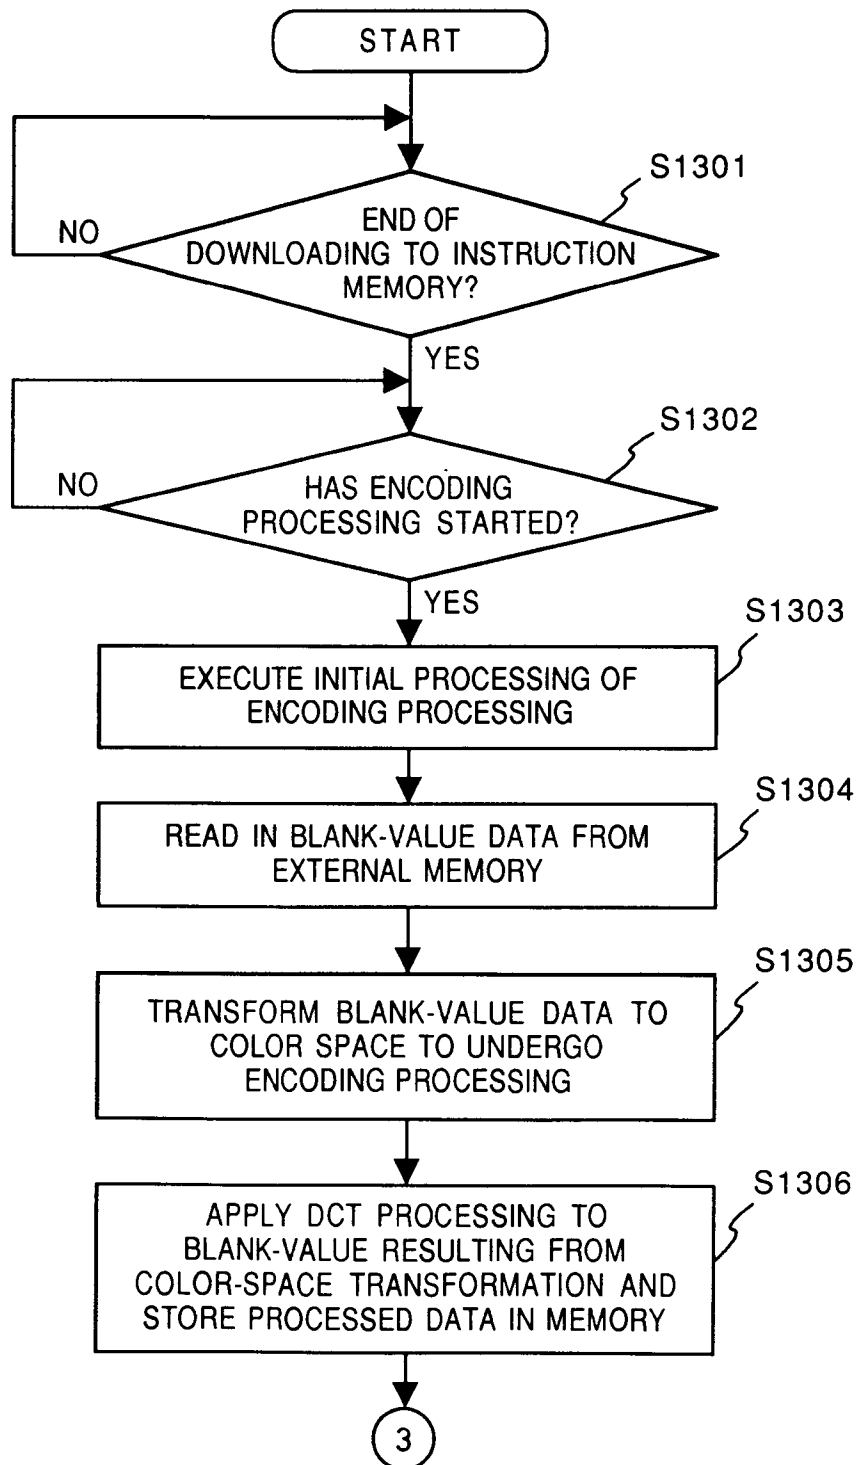 START
S1301
END OF
DOWNLOADING TO INSTRUCTION
MEMORY?
NO
YES
S1302
HAS ENCODING
PROCESSING STARTED?
NO
YES
S1303
EXECUTE INITIAL PROCESSING OF
ENCODING PROCESSING
S1304
READ IN BLANK-VALUE DATA FROM
EXTERNAL MEMORY
S1305
TRANSFORM BLANK-VALUE DATA TO
COLOR SPACE TO UNDERGO
ENCODING PROCESSING
S1306
APPLY DCT PROCESSING TO
BLANK-VALUE RESULTING FROM
COLOR-SPACE TRANSFORMATION AND
STORE PROCESSED DATA IN MEMORY
3